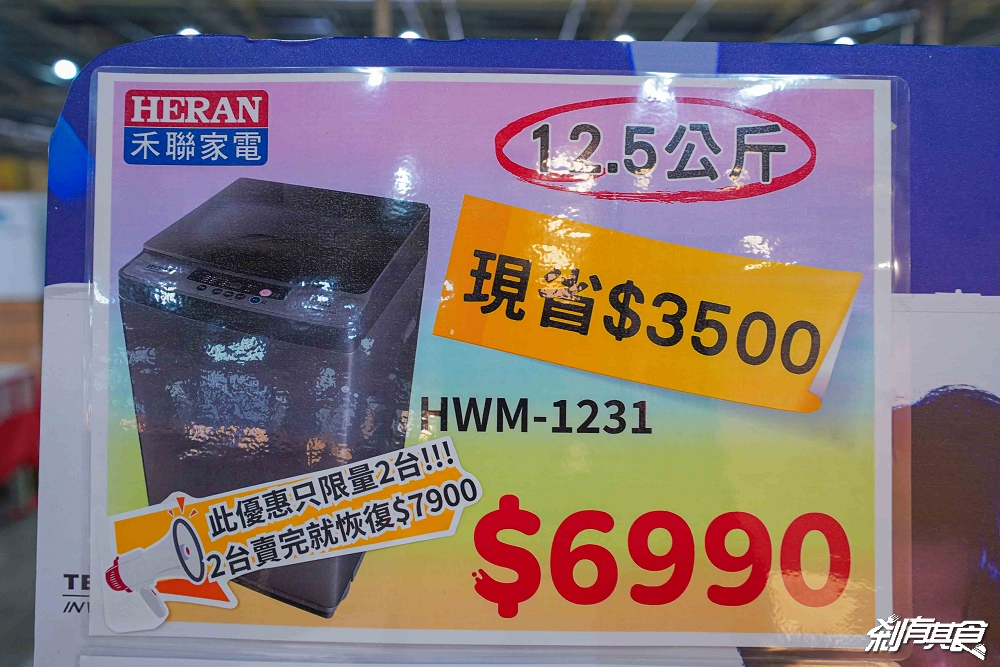 HERAN
禾聯家電
12.5公斤
現省$3500
HWM-1231
此優惠只限量2台!!!
2台賣完就恢復$7900
$6990
TE
INV
剎有其食